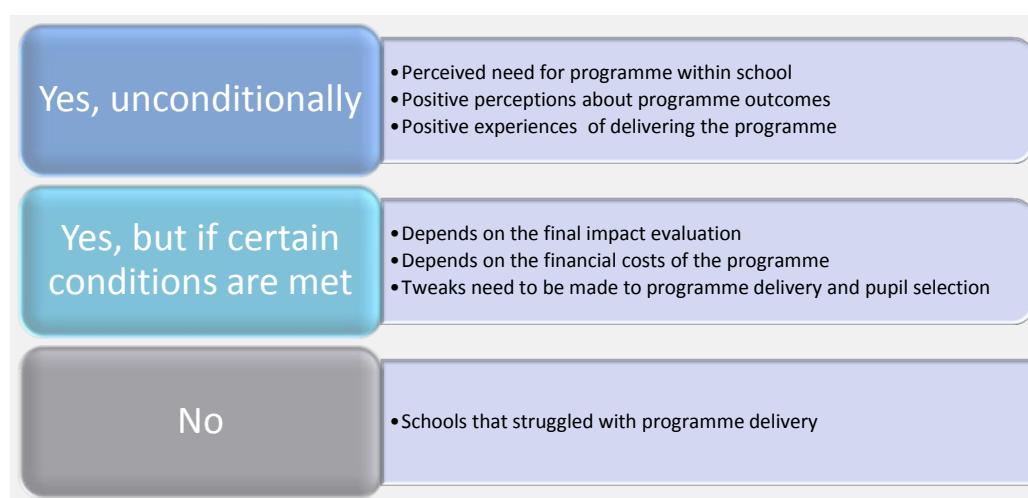 Yes, unconditionally
•Perceived need for programme within school
•Positive perceptions about programme outcomes
•Positive experiences of delivering the programme
Yes, but if certain
conditions are met
•Depends on the final impact evaluation
•Depends on the financial costs of the programme
•Tweaks need to be made to programme delivery and pupil selection
No
•Schools that struggled with programme delivery